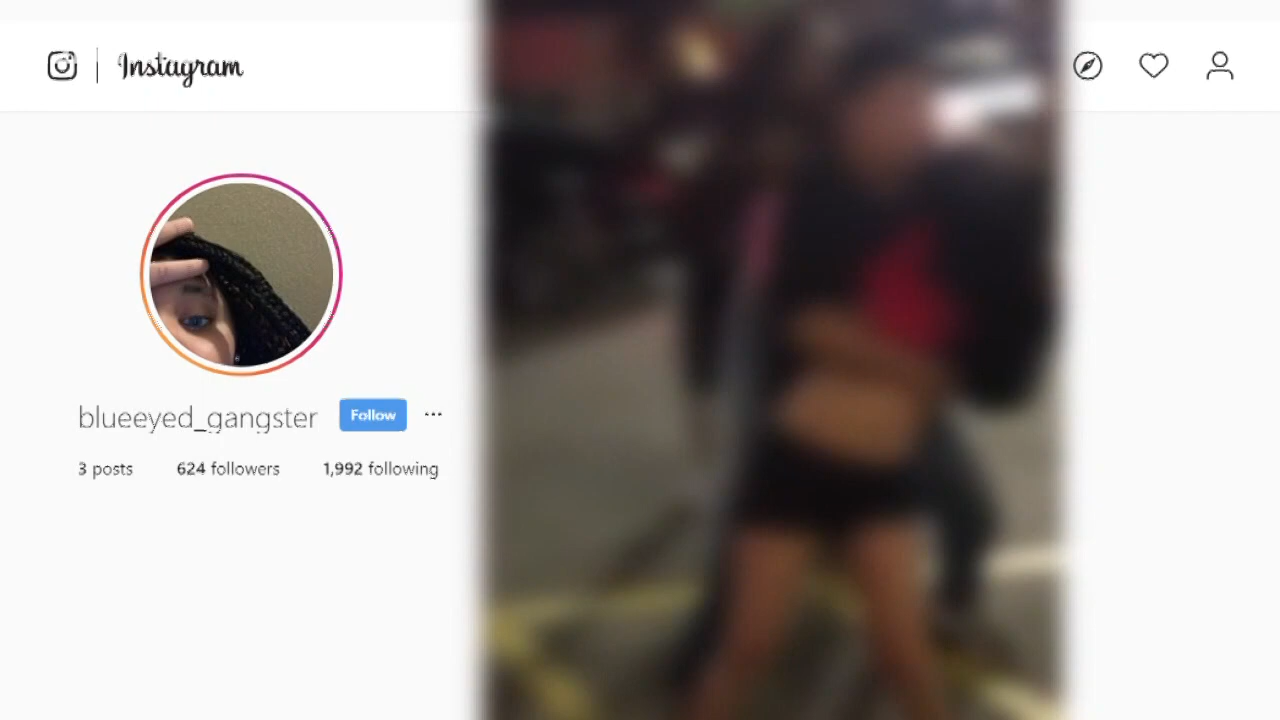 Instagram
blueeyed_gangster Follow ...
3 posts 624 followers 1,992 following